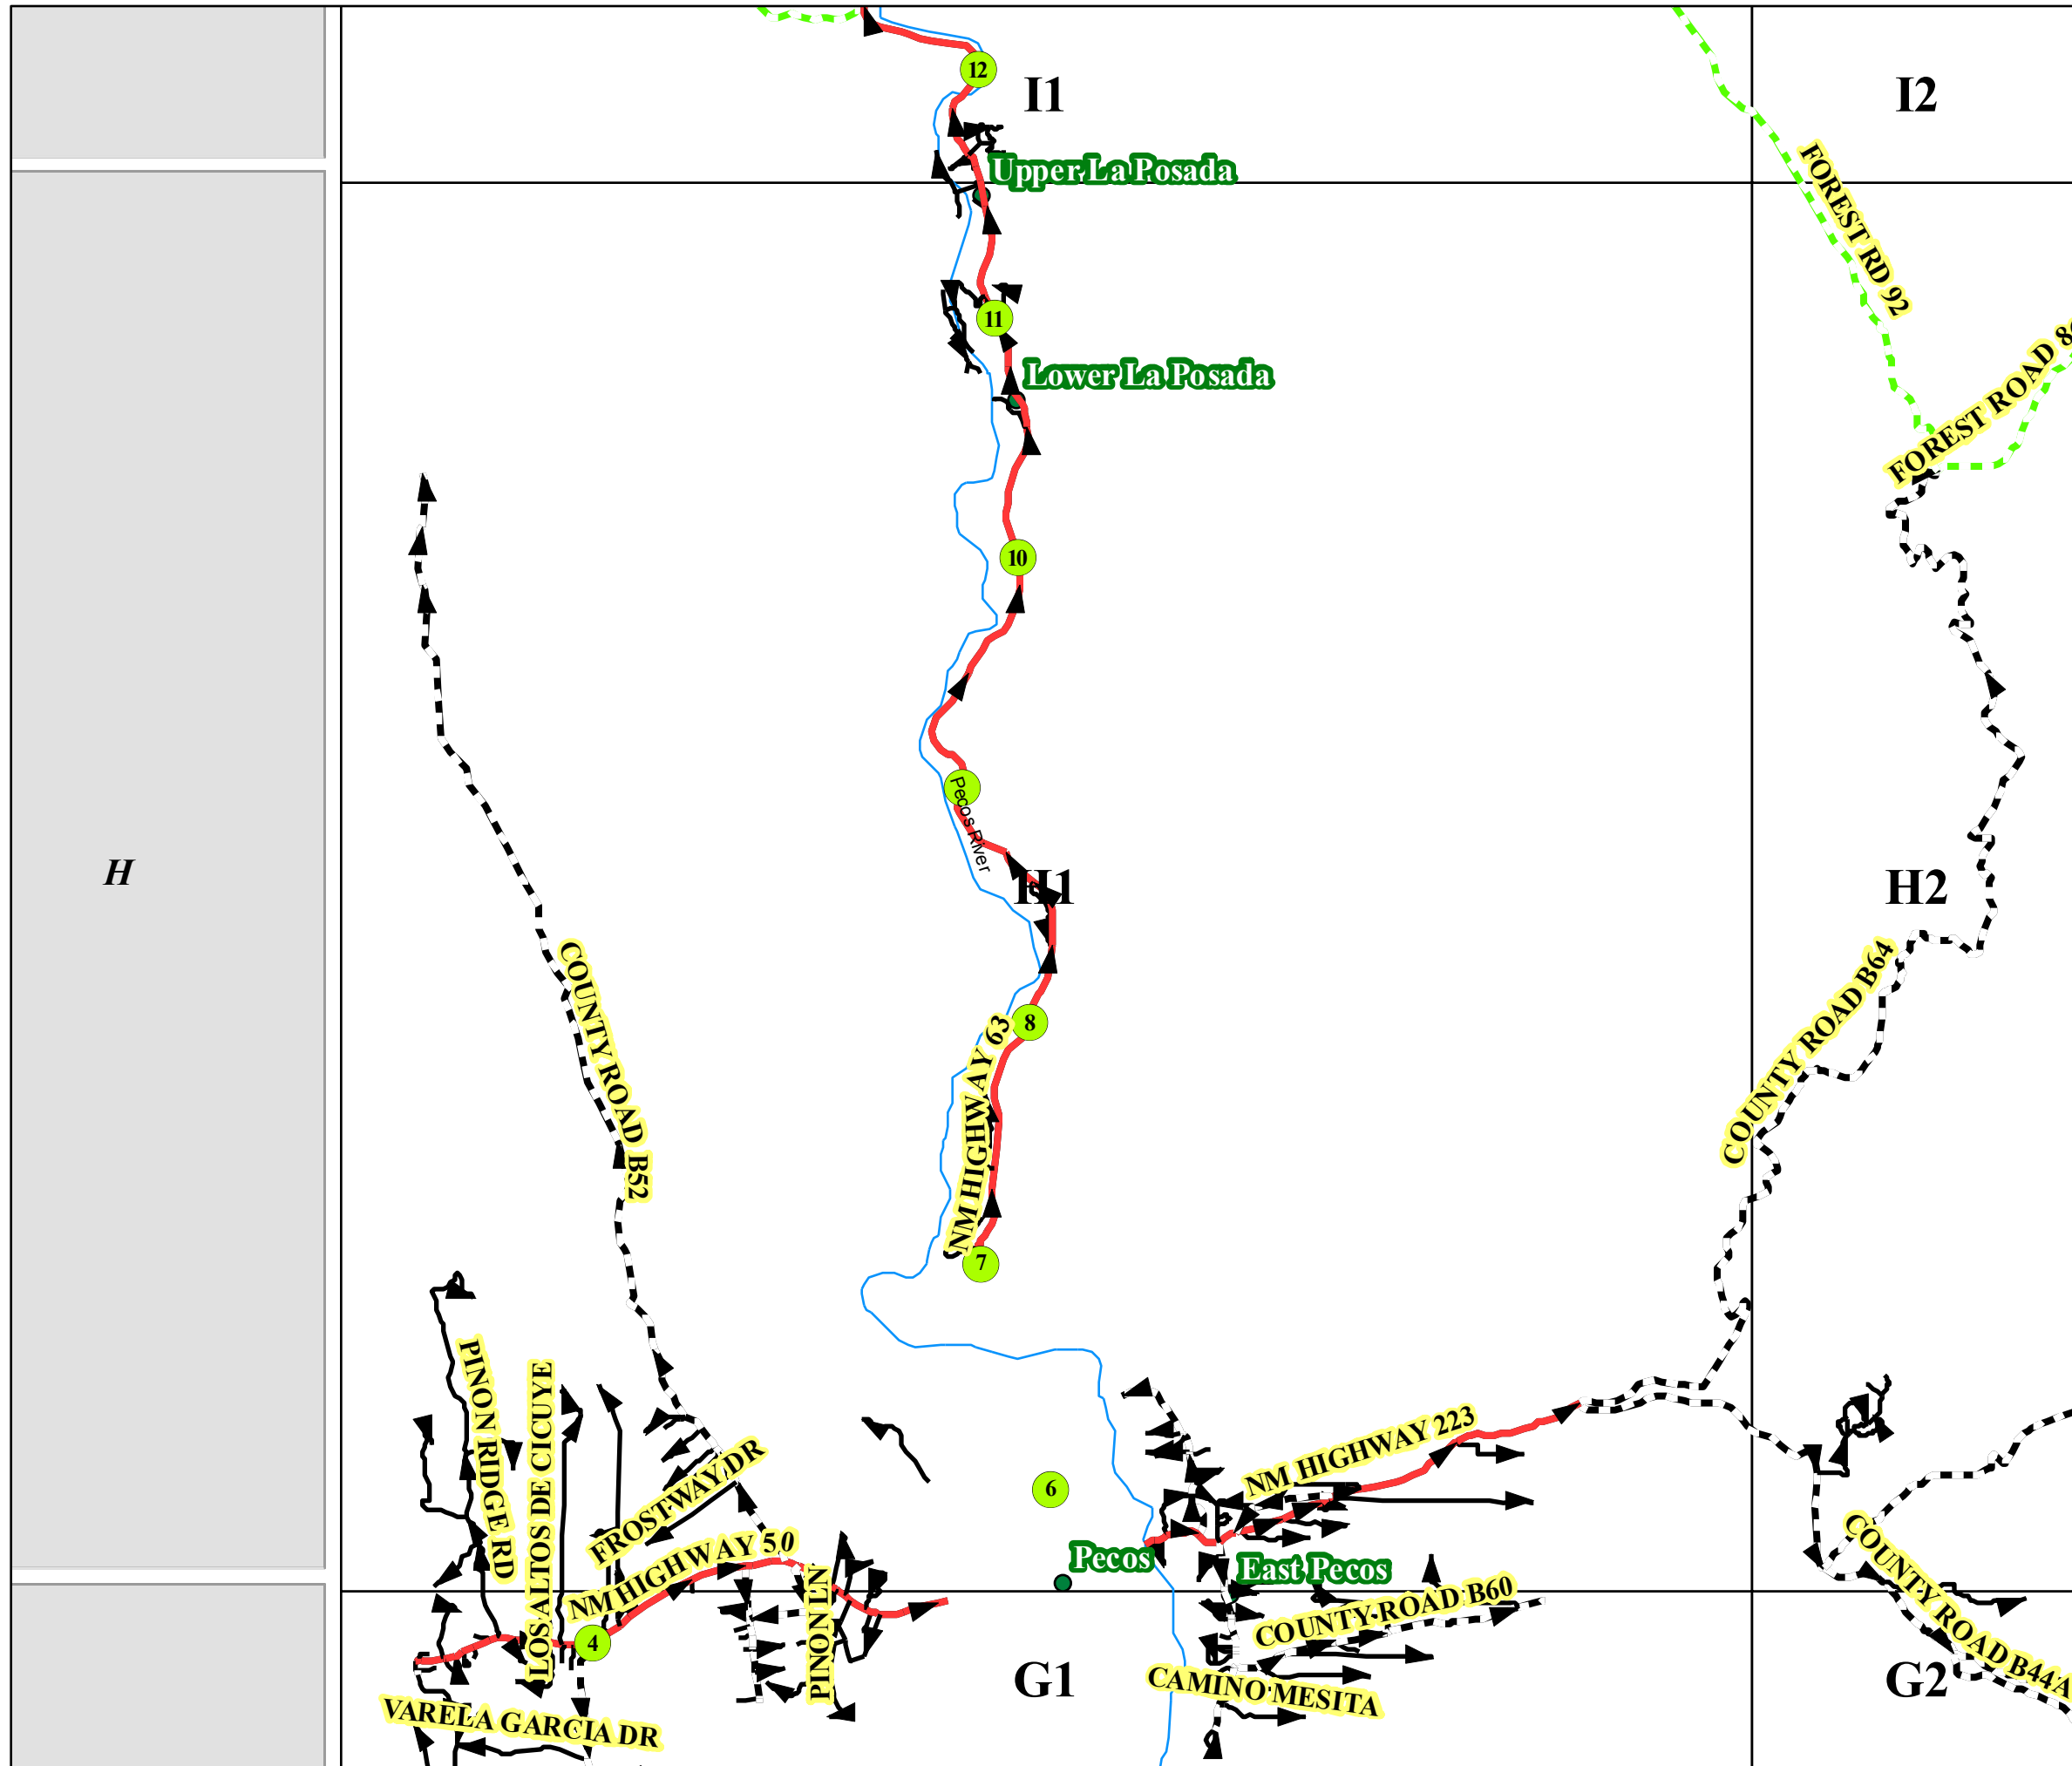 12
I1
I2
Upper La Posada
FOREST RD 92
11
Lower La Posada
FOREST ROAD 8
10
Pecos River
H
H1
H2
COUNTY ROAD B52
COUNTY ROAD B64
8
NM HIGHWAY 63
7
PINON RIDGE RD
LOS ALTOS DE CICUYE
FROSTWAY DR
NM HIGHWAY 223
6
NM HIGHWAY 50
Pecos
East Pecos
PINON LN
COUNTY ROAD B60
COUNTY ROAD B44A
4
G1
G2
CAMINO MESITA
VARELA GARCIA DR